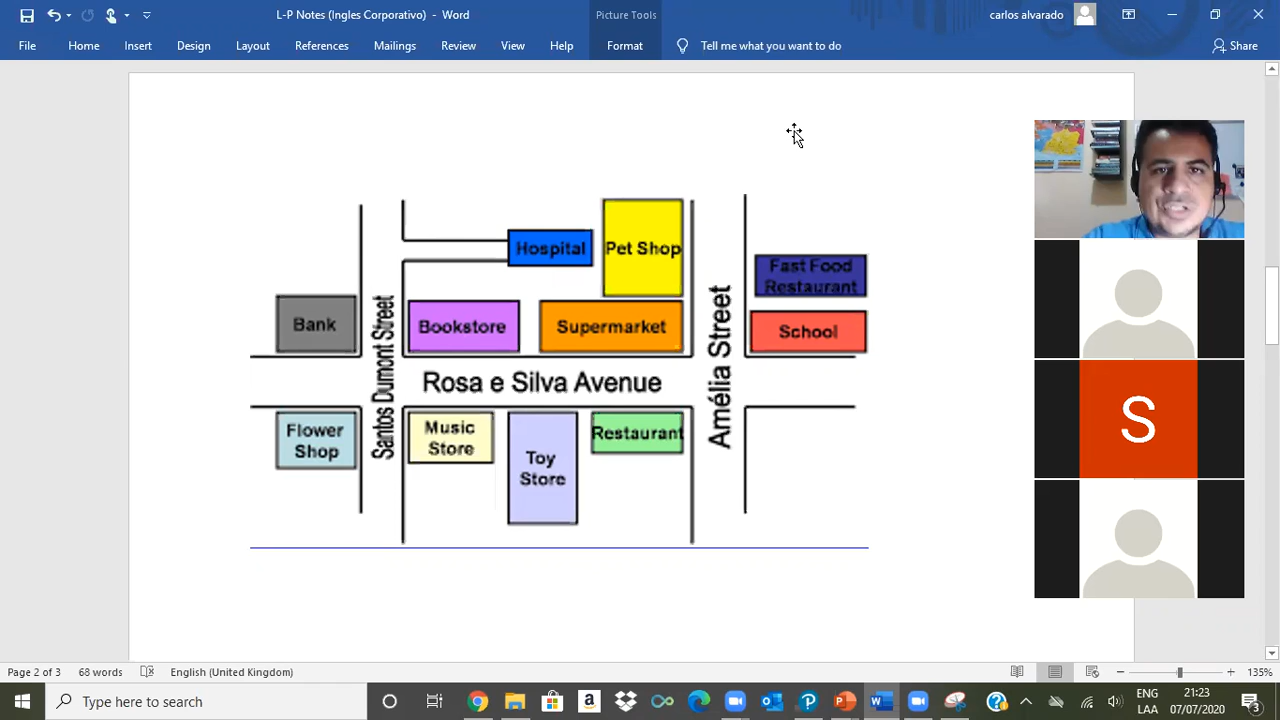 L-P Notes (Ingles Corporativo) - Word
Picture Tools
carlos alvarado
File Home Insert Design Layout References Mailings Review View Help Format Tell me what you want to do Share
Hospital
Pet Shop
Fast Food
Restaurant
Bank
Bookstore
Supermarket
School
Santos Dumont Street
Rosa e Silva Avenue
Amélia Street
Flower
Shop
Music
Store
Toy
Store
Restaurant
S
Page 2 of 3 68 words English (United Kingdom) 135%
Type here to search
ENG
LAA
21:23
07/07/2020
3